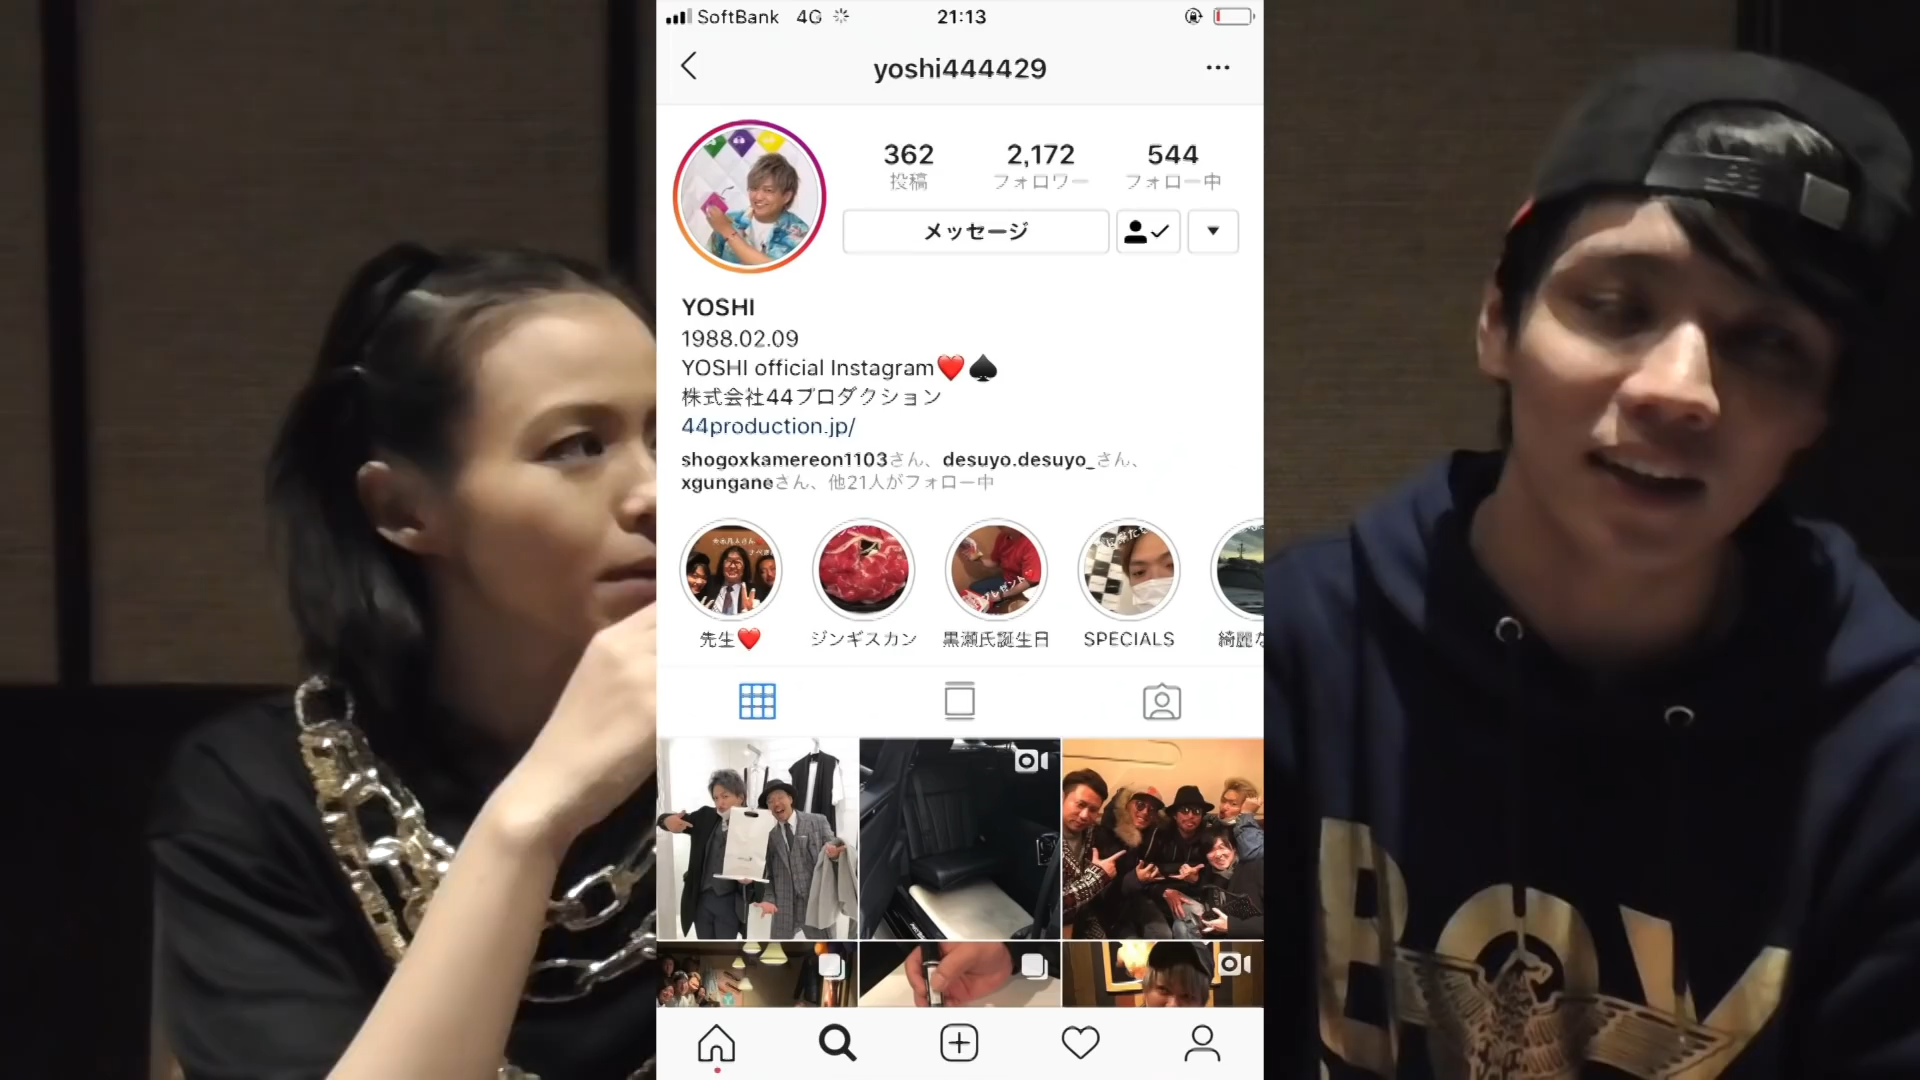 SoftBank 4G 21:13
yoshi444429
362 2,172 544
投稿 フォロワー フォロー中
メッセージ
YOSHI
1988.02.09
YOSHI official Instagram❤️♠️
株式会社44プロダクション
44production.jp/
shogoxkamereon1103さん、desuyo.desuyo_さん、
xgunganeさん、他21人がフォロー中
先生❤️ ジンギスカン 黒瀬氏誕生日 SPECIALS 綺麗な
BOY